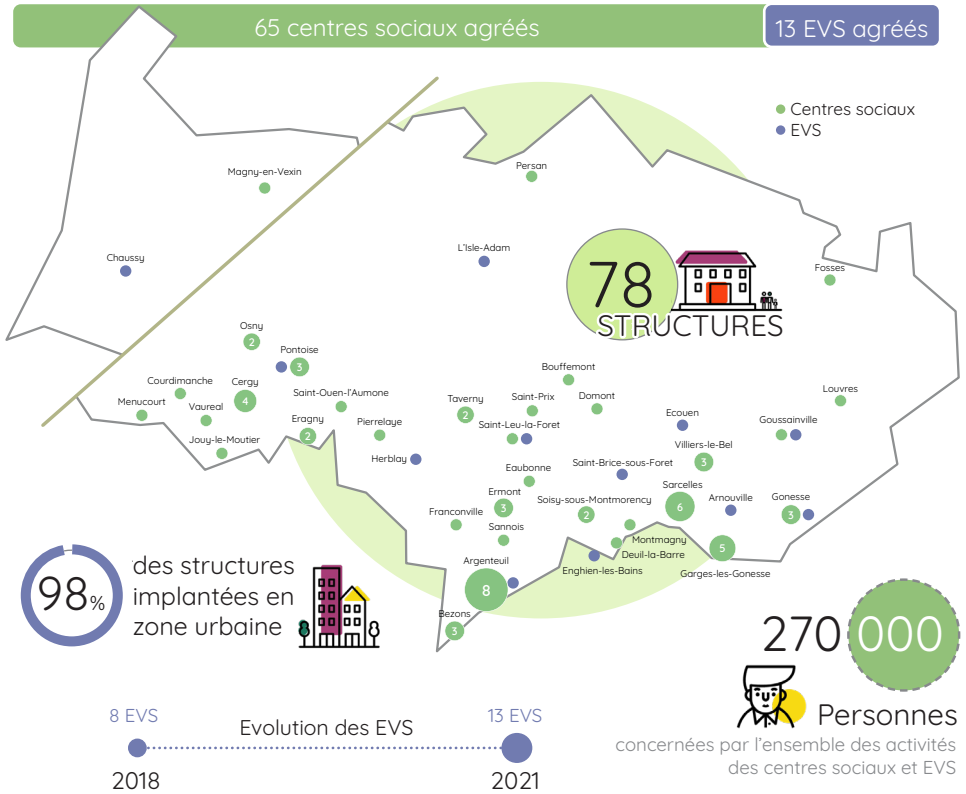 65 centres sociaux agréés
13 EVS agréés
Centres sociaux
EVS
Persan
Magny-en-Vexin
L'Isle-Adam
Chaussy
78
STRUCTURES
Fosses
Osny
2
Pontoise
3
Bouffemont
Courdimanche
Cergy
4
Saint-Ouen-l'Aumone
Taverny
2
Saint-Prix
Domont
Louvres
Menucourt
Vaureal
Eragny
2
Pierrelaye
Saint-Leu-la-Foret
Ecouen
Goussainville
Jouy-le-Moutier
Herblay
Villiers-le-Bel
3
Eaubonne
Saint-Brice-sous-Foret
Ermont
3
Soisy-sous-Montmorency
2
Sarcelles
6
Arnouville
Gonesse
3
Franconville
Sannois
Montmagny
Deuil-la-Barre
5
Enghien-les-Bains
Garges-les-Gonesse
Argenteuil
8
Bezons
3
98%
des structures
implantées en
zone urbaine
270 000
Personnes
concernées par l'ensemble des activités
des centres sociaux et EVS
8 EVS
Evolution des EVS
13 EVS
2018
2021